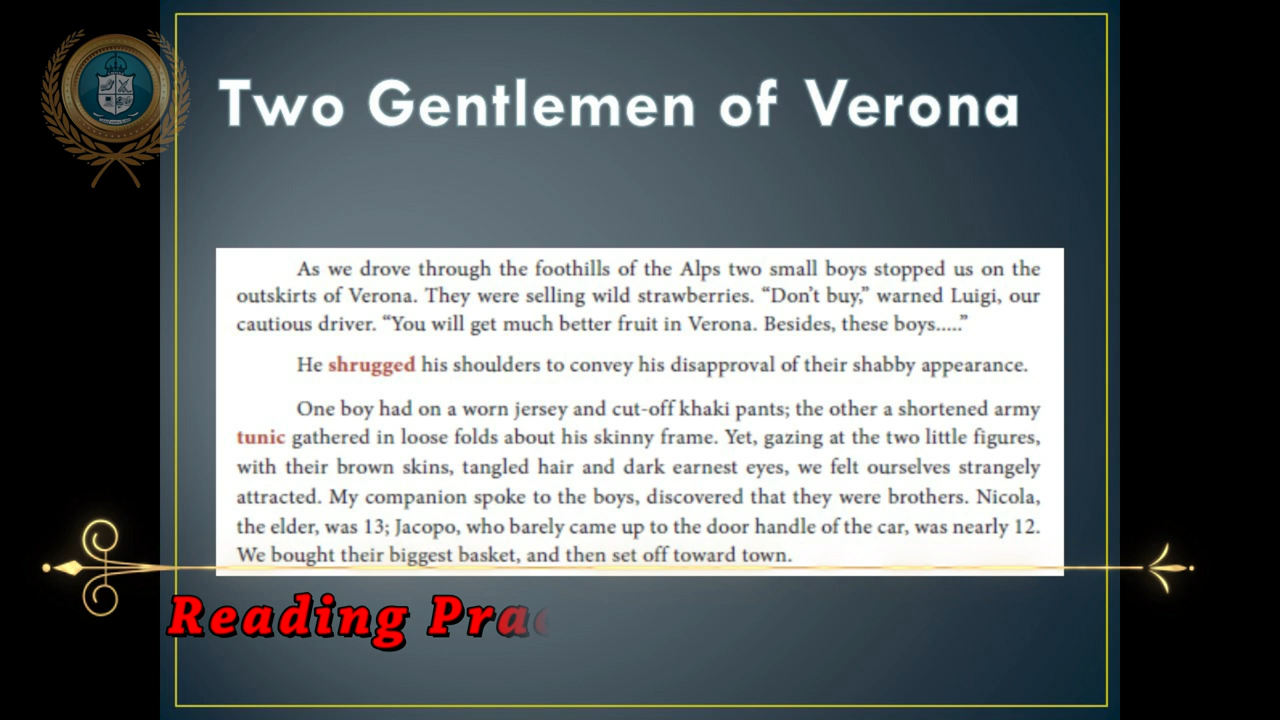 Two Gentlemen of Verona
As we drove through the foothills of the Alps two small boys stopped us on the
outskirts of Verona. They were selling wild strawberries. “Don’t buy,” warned Luigi, our
cautious driver. “You will get much better fruit in Verona. Besides, these boys.....”
He shrugged his shoulders to convey his disapproval of their shabby appearance.
One boy had on a worn jersey and cut-off khaki pants; the other a shortened army
tunic gathered in loose folds about his skinny frame. Yet, gazing at the two little figures,
with their brown skins, tangled hair and dark earnest eyes, we felt ourselves strangely
attracted. My companion spoke to the boys, discovered that they were brothers. Nicola,
the elder, was 13; Jacopo, who barely came up to the door handle of the car, was nearly 12.
We bought their biggest basket, and then set off toward town.
Reading Prac